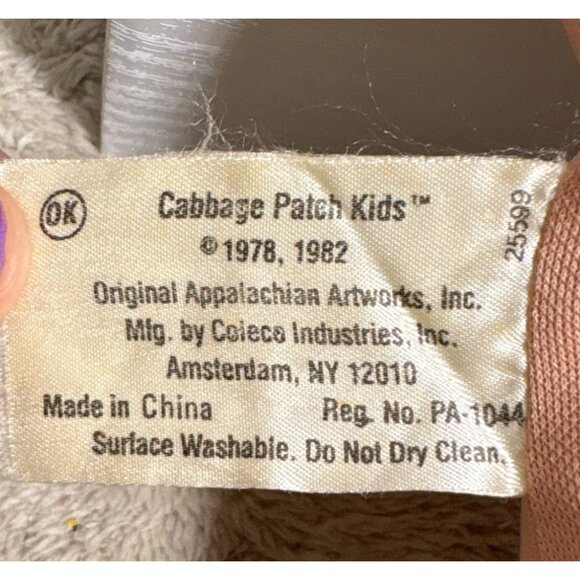 OK Cabbage Patch Kids™
© 1978, 1982
Original Appalachian Artworks, Inc.
Mfg. by Coleco Industries, Inc.
Amsterdam, NY 12010
Made in China Reg. No. PA-1044
Surface Washable. Do Not Dry Clean.
25599